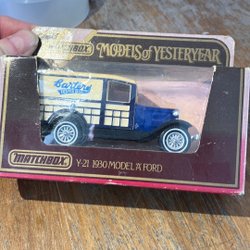 MATCHBOX
MODELS of YESTERYEAR
Carters
MATCHBOX
Y-21 1930 MODEL 'A' FORD